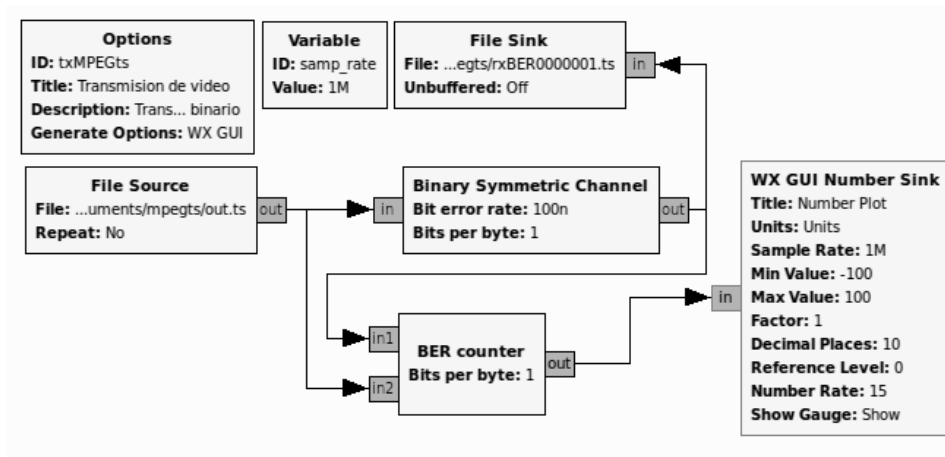 Options
ID: txMPEGts
Title: Transmision de video
Description: Trans... binario
Generate Options: WX GUI
Variable
ID: samp_rate
Value: 1M
File Sink
File: ...egts/rxBER0000001.ts
Unbuffered: Off
in
File Source
File: ...uments/mpegts/out.ts
Repeat: No
out
in
Binary Symmetric Channel
Bit error rate: 100n
Bits per byte: 1
out
in1
in2
BER counter
Bits per byte: 1
out
in
WX GUI Number Sink
Title: Number Plot
Units: Units
Sample Rate: 1M
Min Value: -100
Max Value: 100
Factor: 1
Decimal Places: 10
Reference Level: 0
Number Rate: 15
Show Gauge: Show